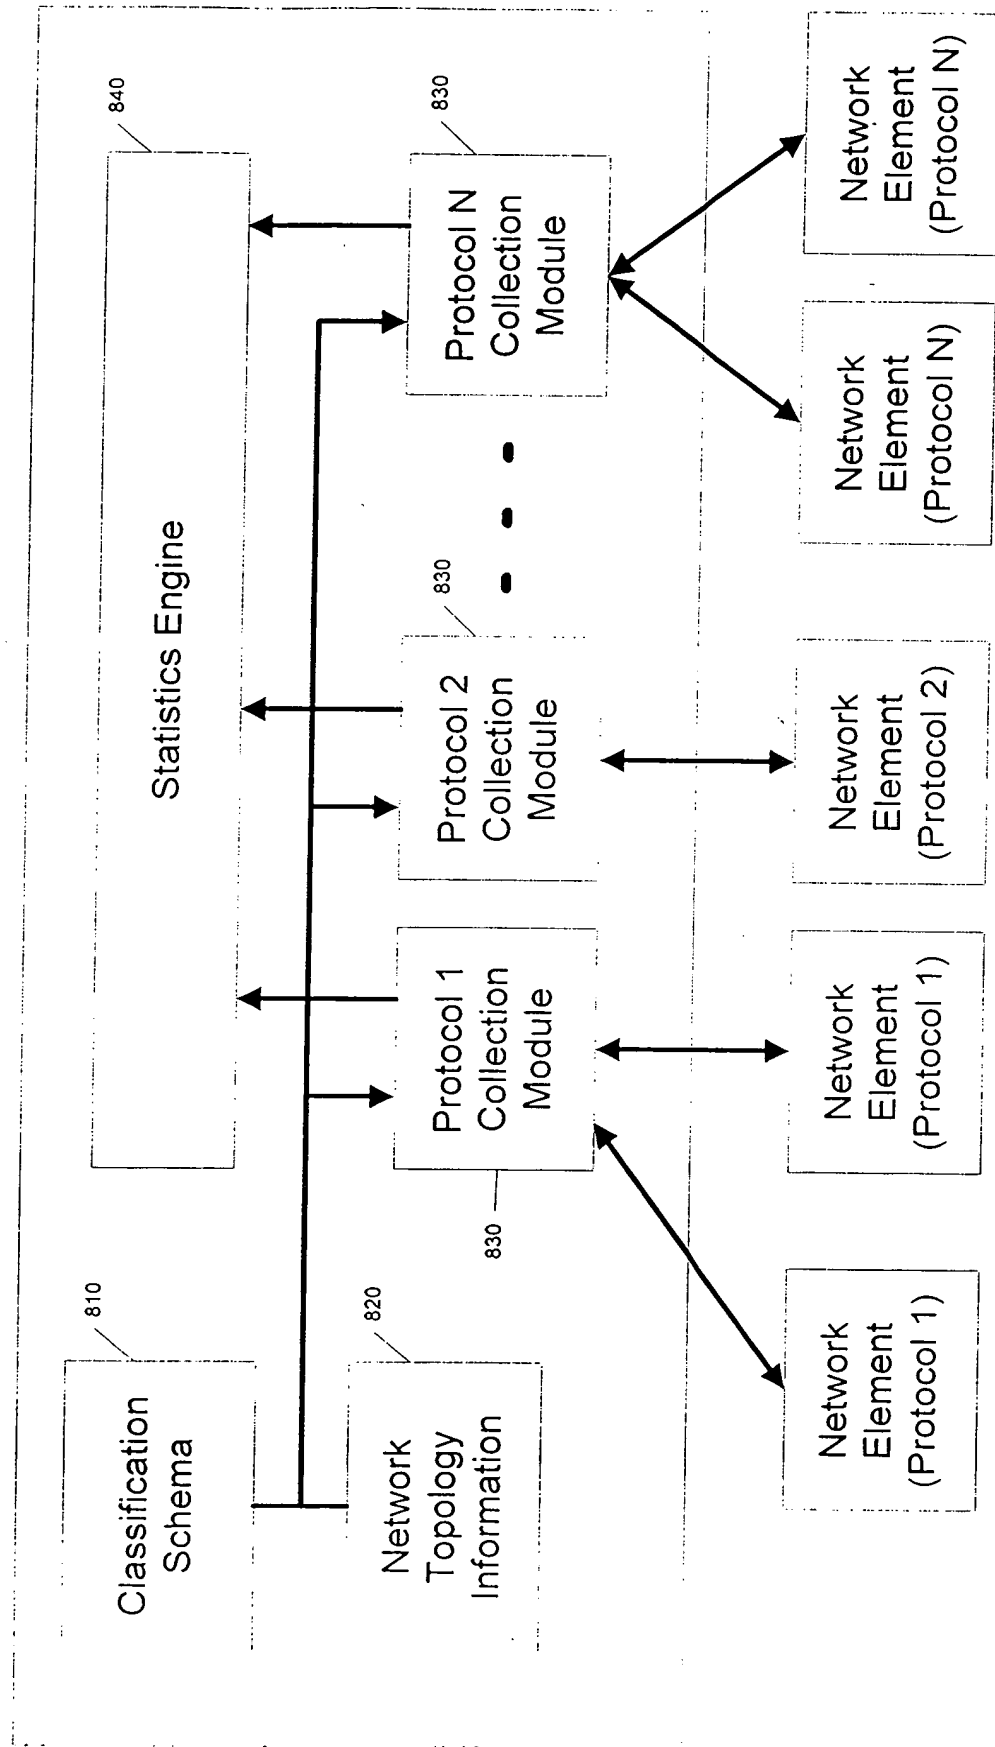 810
Classification
Schema
820
Network
Topology
Information
840
Statistics Engine
Protocol 1
Collection
Module
830
Protocol 2
Collection
Module
830
Protocol N
Collection
Module
830
Network
Element
(Protocol 1)
Network
Element
(Protocol 1)
Network
Element
(Protocol 2)
Network
Element
(Protocol N)
Network
Element
(Protocol N)